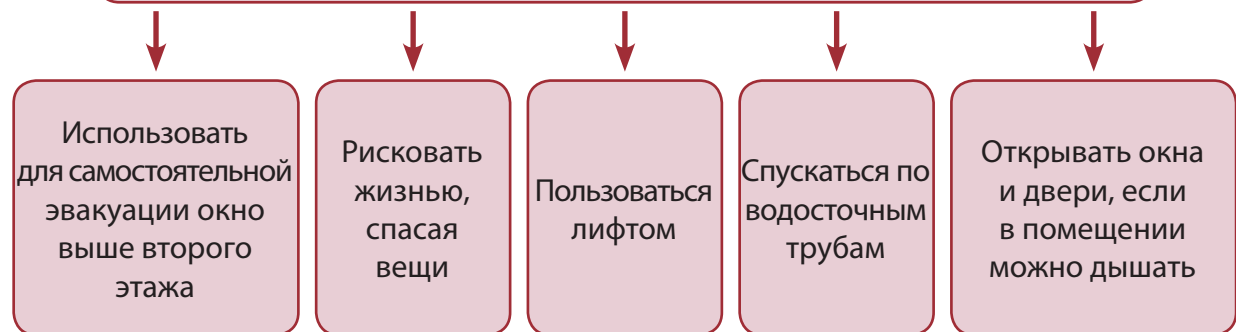 Использовать
для самостоятельной
эвакуации окно
выше второго
этажа
Рисковать
жизнью,
спасая
вещи
Пользоваться
лифтом
Спускаться по
водосточным
трубам
Открывать окна
и двери, если
в помещении
можно дышать